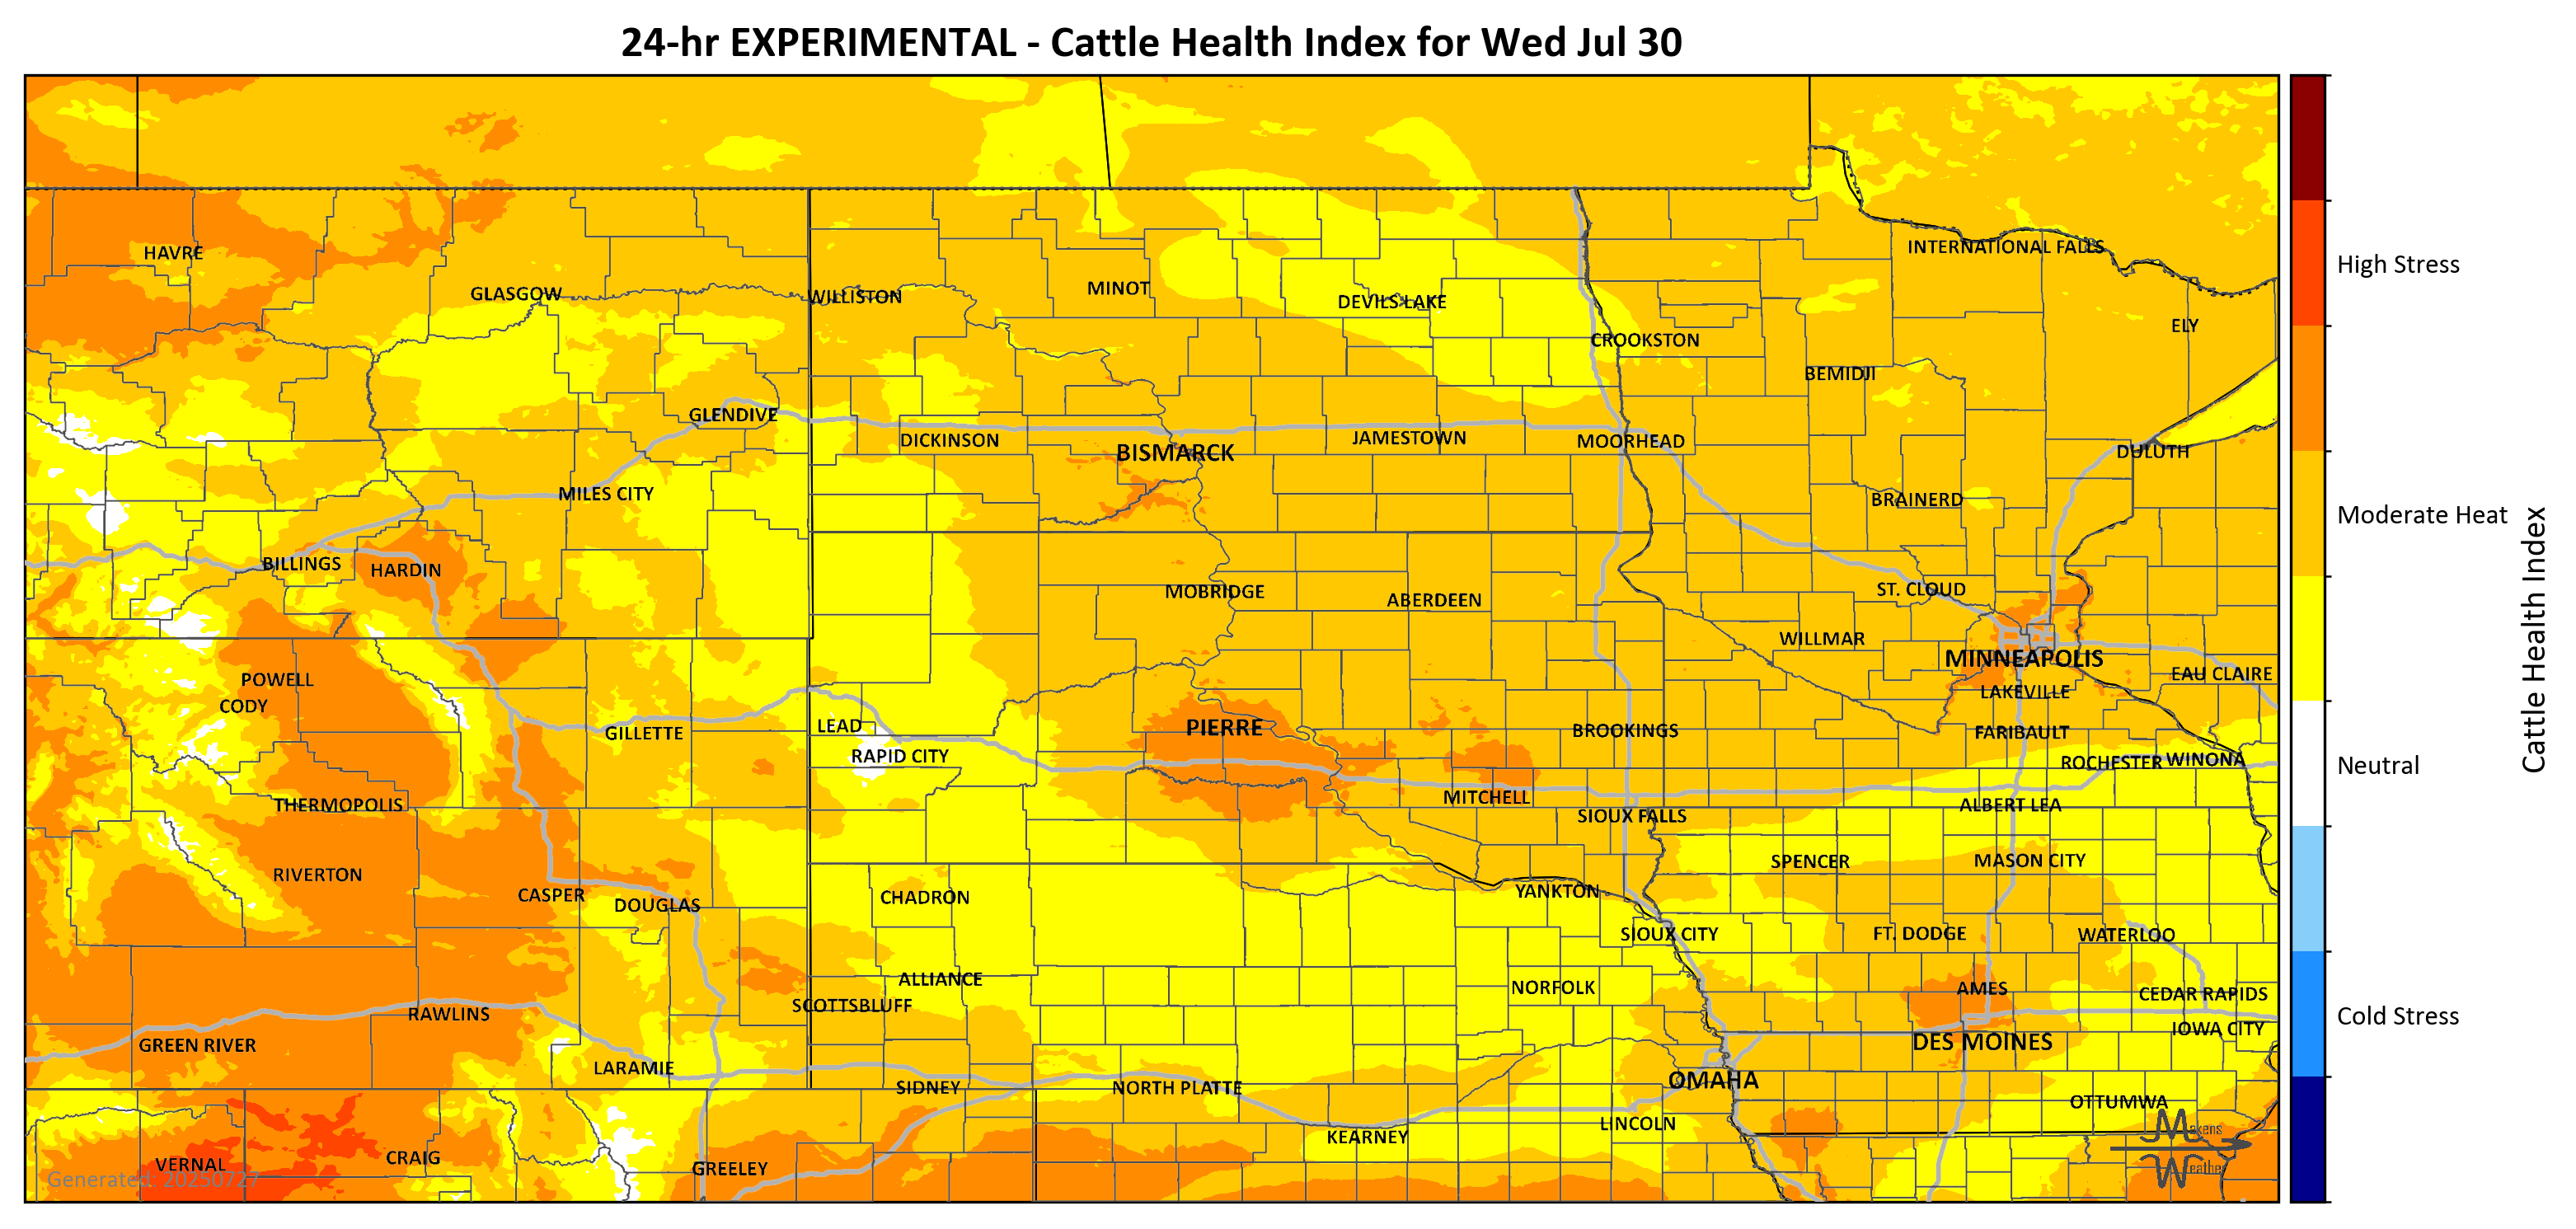 24-hr EXPERIMENTAL - Cattle Health Index for Wed Jul 30
HAVRE
INTERNATIONAL FALLS
GLASGOW
WILLISTON
MINOT
DEVILS LAKE
ELY
CROOKSTON
BEMIDJI
GLENDIVE
DICKINSON
BISMARCK
JAMESTOWN
MOORHEAD
DULUTH
MILES CITY
BRAINERD
BILLINGS
HARDIN
MOBRIDGE
ABERDEEN
ST. CLOUD
WILLMAR
MINNEAPOLIS
EAU CLAIRE
POWELL
CODY
LAKEVILLE
GILLETTE
LEAD
PIERRE
BROOKINGS
FARIBAULT
RAPID CITY
ROCHESTER
WINONA
THERMOPOLIS
MITCHELL
SIOUX FALLS
ALBERT LEA
RIVERTON
SPENCER
MASON CITY
CASPER
DOUGLAS
CHADRON
YANKTON
SIOUX CITY
FT. DODGE
WATERLOO
ALLIANCE
NORFOLK
AMES
CEDAR RAPIDS
SCOTTSBLUFF
RAWLINS
IOWA CITY
GREEN RIVER
DES MOINES
LARAMIE
SIDNEY
NORTH PLATTE
OMAHA
OTTUMWA
LINCOLN
KEARNEY
VERNAL
CRAIG
GREELEY
Generated: 20250727
Makens
Weather
High Stress
Moderate Heat
Neutral
Cold Stress
Cattle Health Index